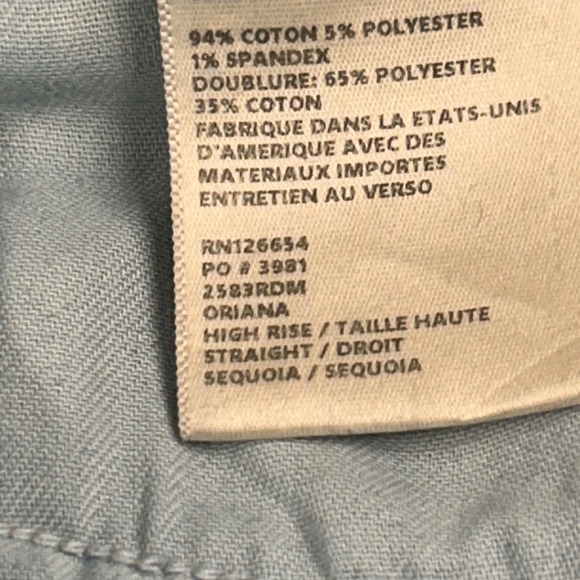 94% COTON 5% POLYESTER
1% SPANDEX
DOUBLURE: 65% POLYESTER
35% COTON
FABRIQUE DANS LA ETATS-UNIS
D'AMERIQUE AVEC DES
MATERIAUX IMPORTES
ENTRETIEN AU VERSO
RN126654
PO # 3981
2583RDM
ORIANA
HIGH RISE / TAILLE HAUTE
STRAIGHT / DROIT
SEQUOIA / SEQUOIA